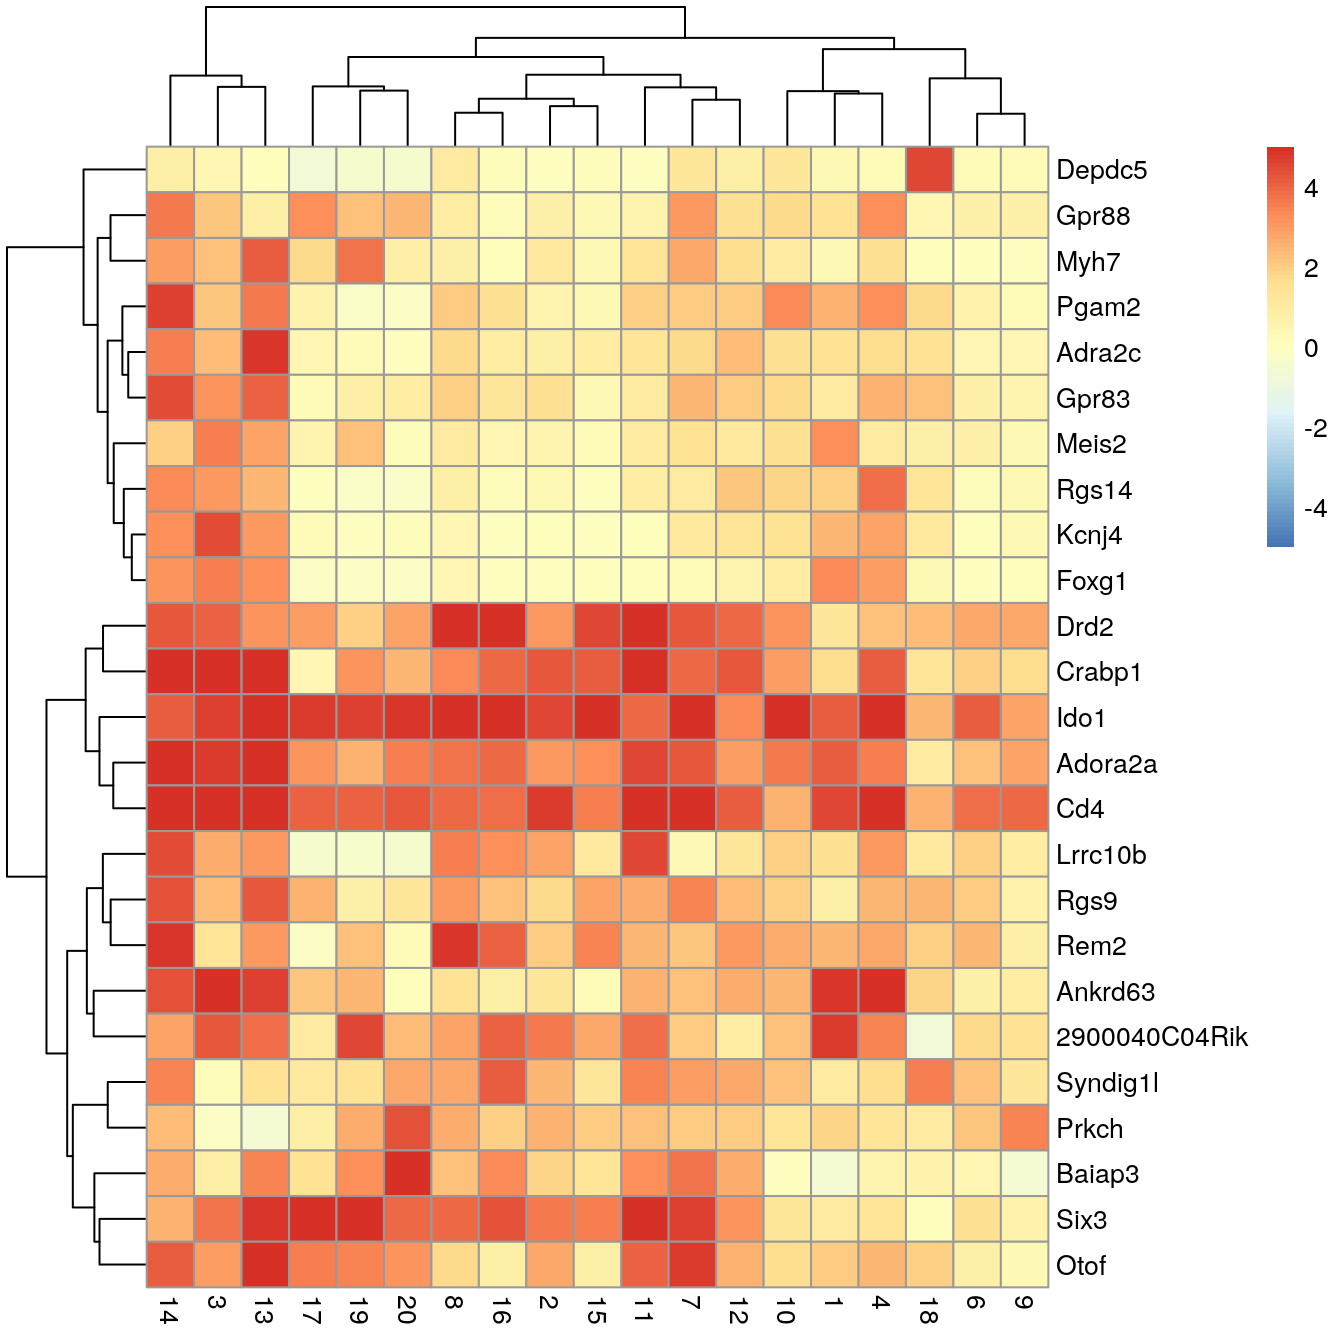 Depdc5
Gpr88
Myh7
Pgam2
Adra2c
Gpr83
Meis2
Rgs14
Kcnj4
Foxg1
Drd2
Crabp1
Ido1
Adora2a
Cd4
Lrrc10b
Rgs9
Rem2
Ankrd63
2900040C04Rik
Syndig1l
Prkch
Baiap3
Six3
Otof
14 3 13 17 19 20 8 16 2 15 11 7 12 10 1 4 18 6 9
4
2
0
-2
-4